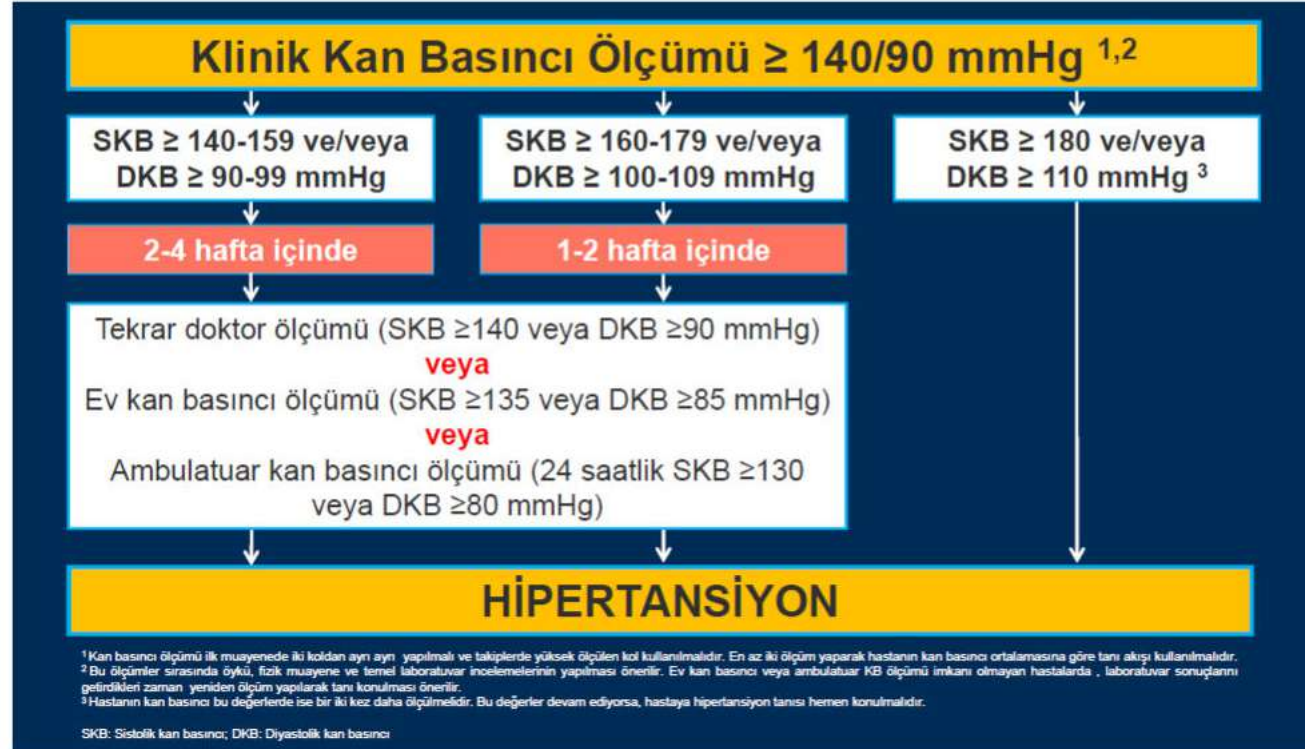 Klinik Kan Basıncı Ölçümü ≥ 140/90 mmHg 1,2
SKB ≥ 140-159 ve/veya
DKB ≥ 90-99 mmHg
SKB ≥ 160-179 ve/veya
DKB ≥ 100-109 mmHg
SKB ≥ 180 ve/veya
DKB ≥ 110 mmHg 3
2-4 hafta içinde
1-2 hafta içinde
Tekrar doktor ölçümü (SKB ≥140 veya DKB ≥90 mmHg)
veya
Ev kan basıncı ölçümü (SKB ≥135 veya DKB ≥85 mmHg)
veya
Ambulatuar kan basıncı ölçümü (24 saatlik SKB ≥130
veya DKB ≥80 mmHg)
HİPERTANSİYON
1 Kan basıncı ölçümü ilk muayenede iki koldan ayrı ayrı yapılmalı ve takiplerde yüksek ölçülen kol kullanılmalıdır. En az iki ölçüm yaparak hastanın kan basıncı ortalamasına göre tanı akışı kullanılmalıdır.
2 Bu ölçümler sırasında öykü, fizik muayene ve temel laboratuvar incelemelerinin yapılması önerilir. Ev kan basıncı veya ambulatuar KB ölçümü imkanı olmayan hastalarda , laboratuvar sonuçlarını
getirdikleri zaman yeniden ölçüm yapılarak tanı konulması önerilir.
3 Hastanın kan basıncı bu değerlerde ise bir iki kez daha ölçülmelidir. Bu değerler devam ediyorsa, hastaya hipertansiyon tanısı hemen konulmalıdır.
SKB: Sistolik kan basıncı; DKB: Diyastolik kan basıncı